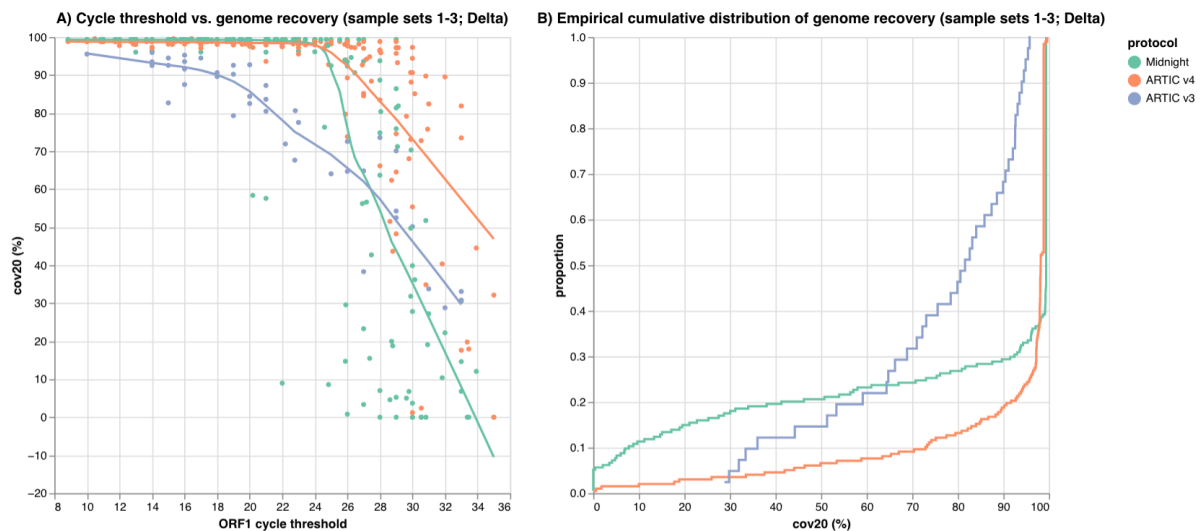 A) Cycle threshold vs. genome recovery (sample sets 1-3; Delta)
100
90
80
70
60
50
40
30
20
10
0
−10
−20
cov20 (%)
8 10 12 14 16 18 20 22 24 26 28 30 32 34 36
ORF1 cycle threshold
B) Empirical cumulative distribution of genome recovery (sample sets 1-3; Delta)
1.0
0.9
0.8
0.7
0.6
0.5
0.4
0.3
0.2
0.1
0.0
proportion
0 10 20 30 40 50 60 70 80 90 100
cov20 (%)
protocol
Midnight
ARTIC v4
ARTIC v3